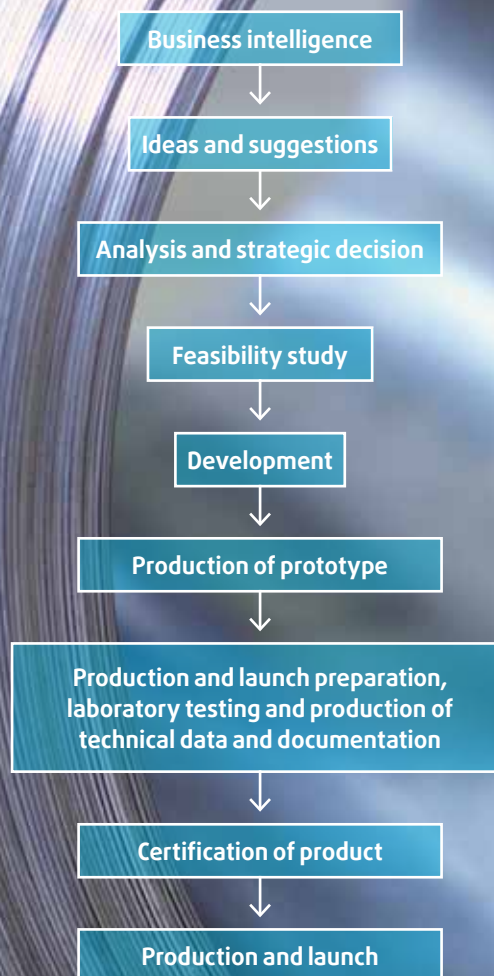 Business intelligence
Ideas and suggestions
Analysis and strategic decision
Feasibility study
Development
Production of prototype
Production and launch preparation,
laboratory testing and production of
technical data and documentation
Certification of product
Production and launch